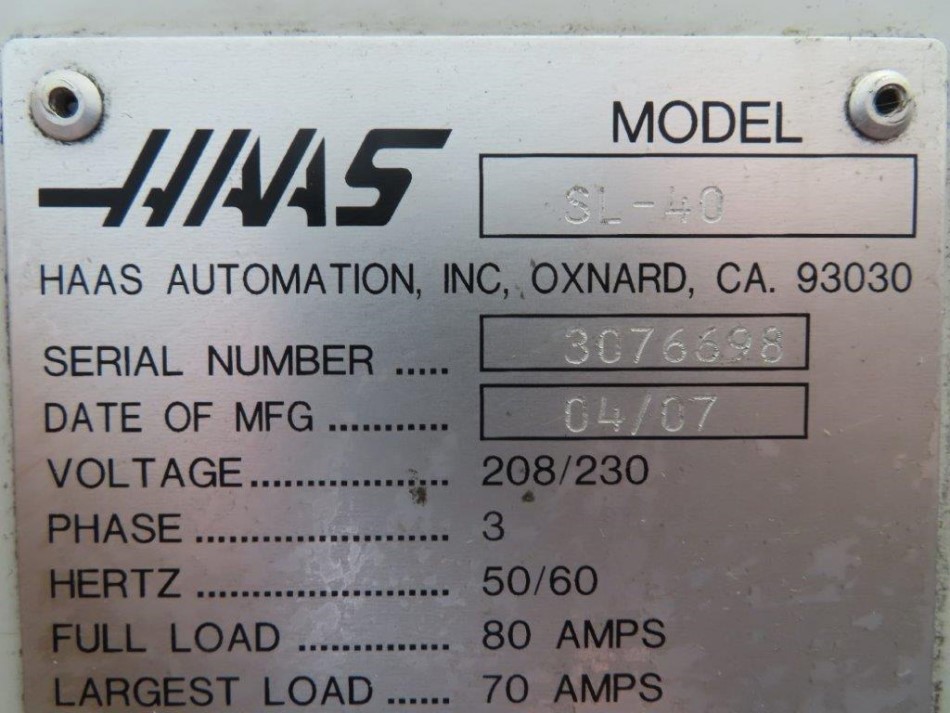 HAAS
MODEL
SL-40
HAAS AUTOMATION, INC, OXNARD, CA. 93030
SERIAL NUMBER ..... 3076698
DATE OF MFG ........... 04/07
VOLTAGE.................. 208/230
PHASE ....................... 3
HERTZ ....................... 50/60
FULL LOAD .............. 80 AMPS
LARGEST LOAD ...... 70 AMPS